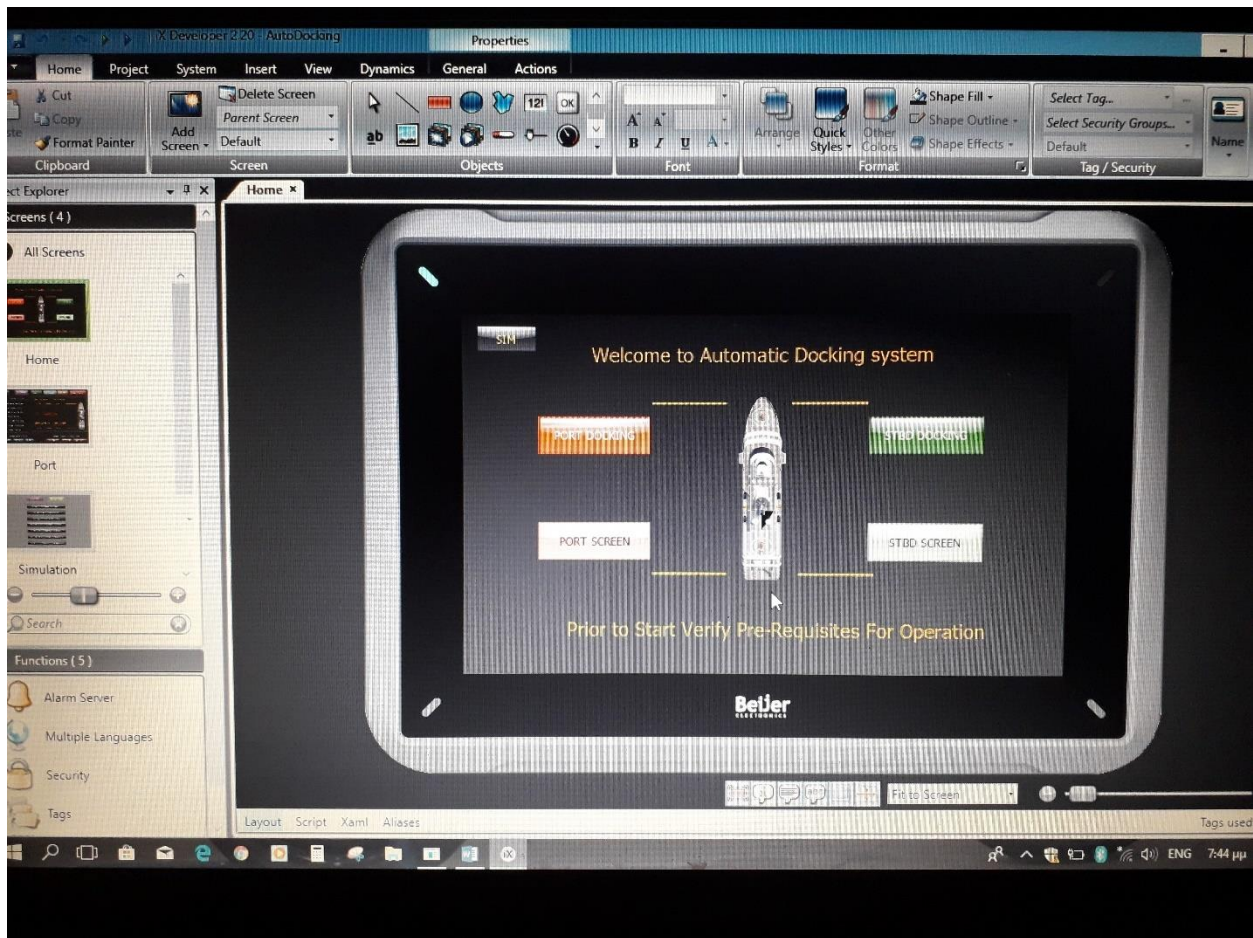 iX Developer 2.20 - AutoDocking
Properties
Home Project System Insert View Dynamics General Actions
Cut
Copy
Format Painter
Clipboard
Add Screen
Delete Screen
Parent Screen
Default
Screen
ab
121
OK
Objects
A A
B I U A
Font
Arrange
Quick Styles
Other Colors
Shape Fill
Shape Outline
Shape Effects
Format
Select Tag...
Select Security Groups...
Default
Tag / Security
Name
Explorer
Screens ( 4 )
Home ×
All Screens
Home
Port
Simulation
Search
Functions ( 5 )
Alarm Server
Multiple Languages
Security
Tags
SIM
Welcome to Automatic Docking system
PORT DOCKING
STBD DOCKING
PORT SCREEN
STBD SCREEN
Prior to Start Verify Pre-Requisites For Operation
Beijer
ELECTRONICS
Fit to Screen
Layout Script Xaml Aliases
Tags used
ENG 7:44 μμ